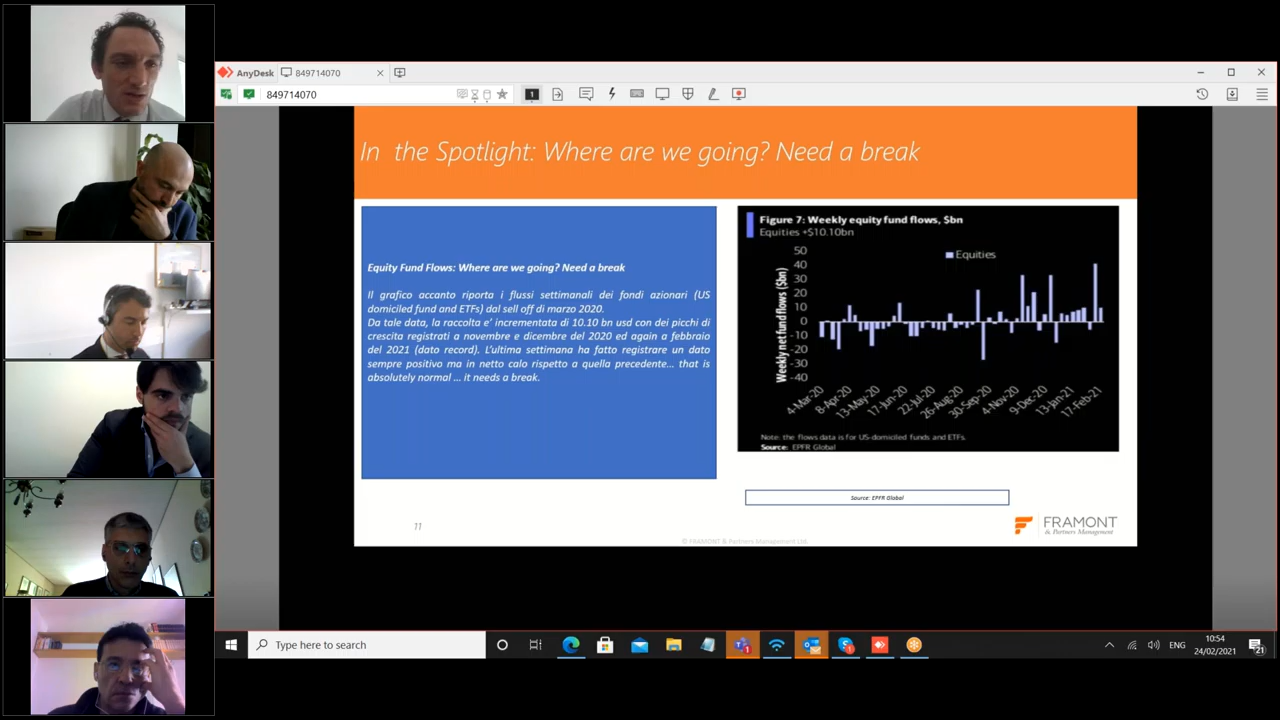 AnyDesk
849714070
849714070
1
In the Spotlight: Where are we going? Need a break
Equity Fund Flows: Where are we going? Need a break
Il grafico accanto riporta i flussi settimanali dei fondi azionari (US
domiciled fund and ETFs) dal sell off di marzo 2020.
Da tale data, la raccolta e' incrementata di 10.10 bn usd con dei picchi di
crescita registrati a novembre e dicembre del 2020 ed again a febbraio
del 2021 (dato record). L'ultima settimana ha fatto registrare un dato
sempre positivo ma in netto calo rispetto a quella precedente... that is
absolutely normal ... it needs a break.
Figure 7: Weekly equity fund flows, $bn
Equities +$10.10bn
Equities
Weekly net fund flows ($bn)
50
40
30
20
10
0
-10
-20
-30
-40
4-Mar-20
8-Apr-20
13-May-20
17-Jun-20
22-Jul-20
26-Aug-20
30-Sep-20
4-Nov-20
9-Dec-20
13-Jan-21
17-Feb-21
Note: the flows data is for US-domiciled funds and ETFs.
Source: EPFR Global
Source: EPFR Global
11
FRAMONT
& Partners Management
© FRAMONT & Partners Management Ltd.
Type here to search
ENG
10:54
24/02/2021
21